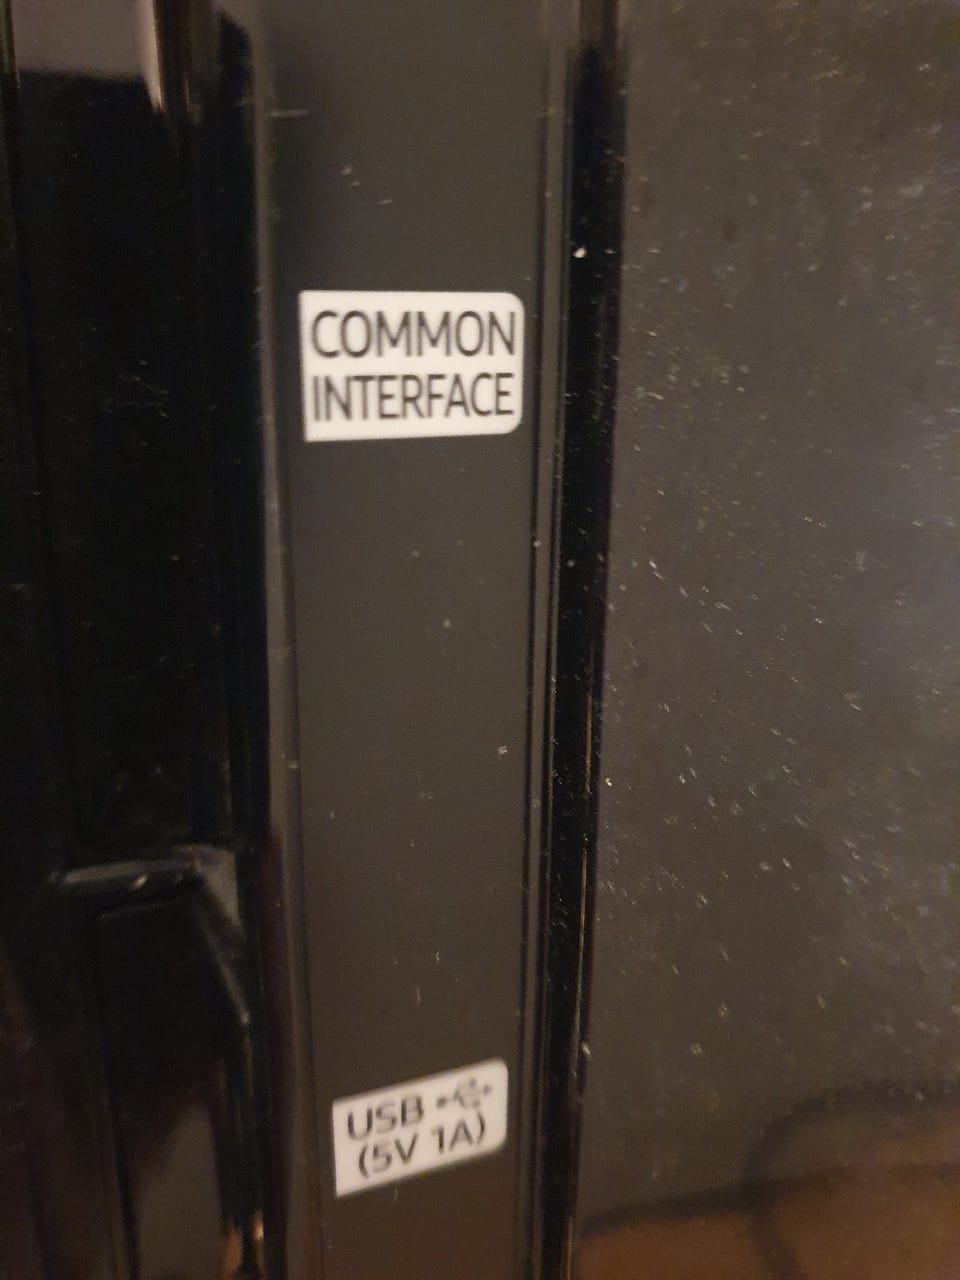 COMMON
INTERFACE
USB
(5V 1A)